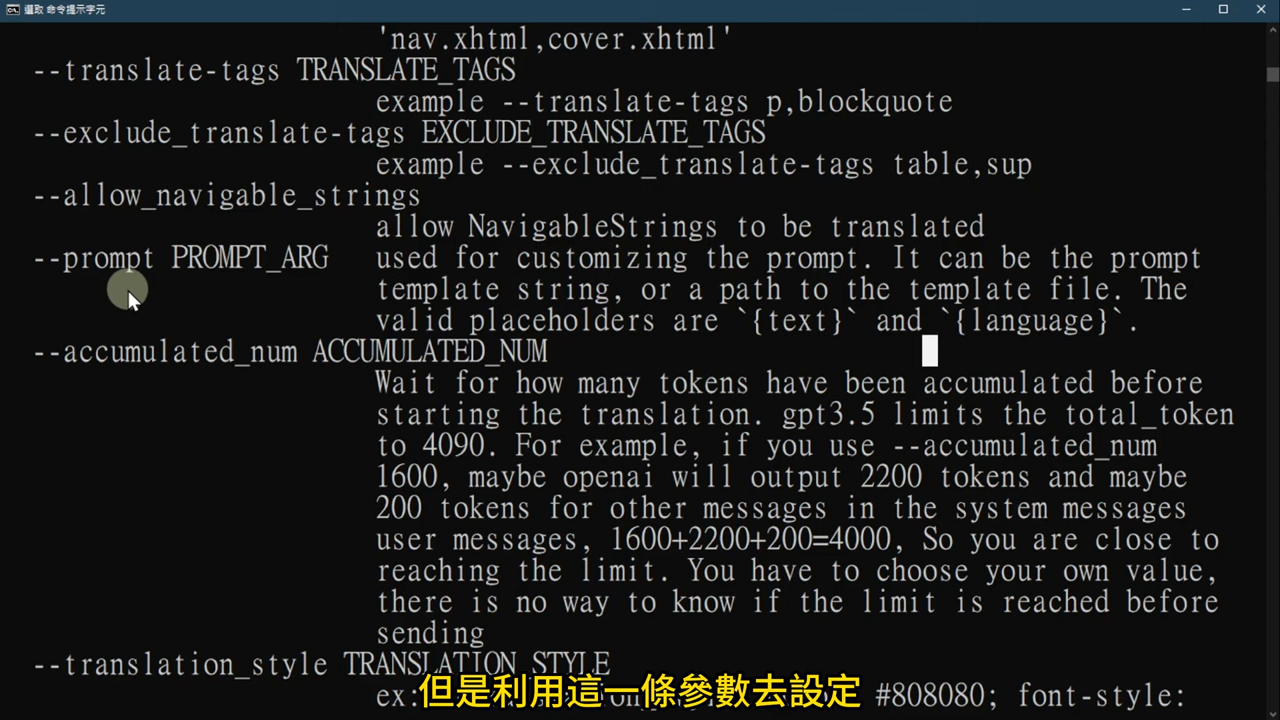 選取 命令提示字元
'nav.xhtml,cover.xhtml'
--translate-tags TRANSLATE_TAGS
example --translate-tags p,blockquote
--exclude_translate-tags EXCLUDE_TRANSLATE_TAGS
example --exclude_translate-tags table,sup
--allow_navigable_strings
allow NavigableStrings to be translated
--prompt PROMPT_ARG used for customizing the prompt. It can be the prompt
template string, or a path to the template file. The
valid placeholders are `{text}` and `{language}`.
--accumulated_num ACCUMULATED_NUM
Wait for how many tokens have been accumulated before
starting the translation. gpt3.5 limits the total_token
to 4090. For example, if you use --accumulated_num
1600, maybe openai will output 2200 tokens and maybe
200 tokens for other messages in the system messages
user messages, 1600+2200+200=4000, So you are close to
reaching the limit. You have to choose your own value,
there is no way to know if the limit is reached before
sending
--translation_style TRANSLATION_STYLE
ex: #808080; font-style:
但是利用這一條參數去設定